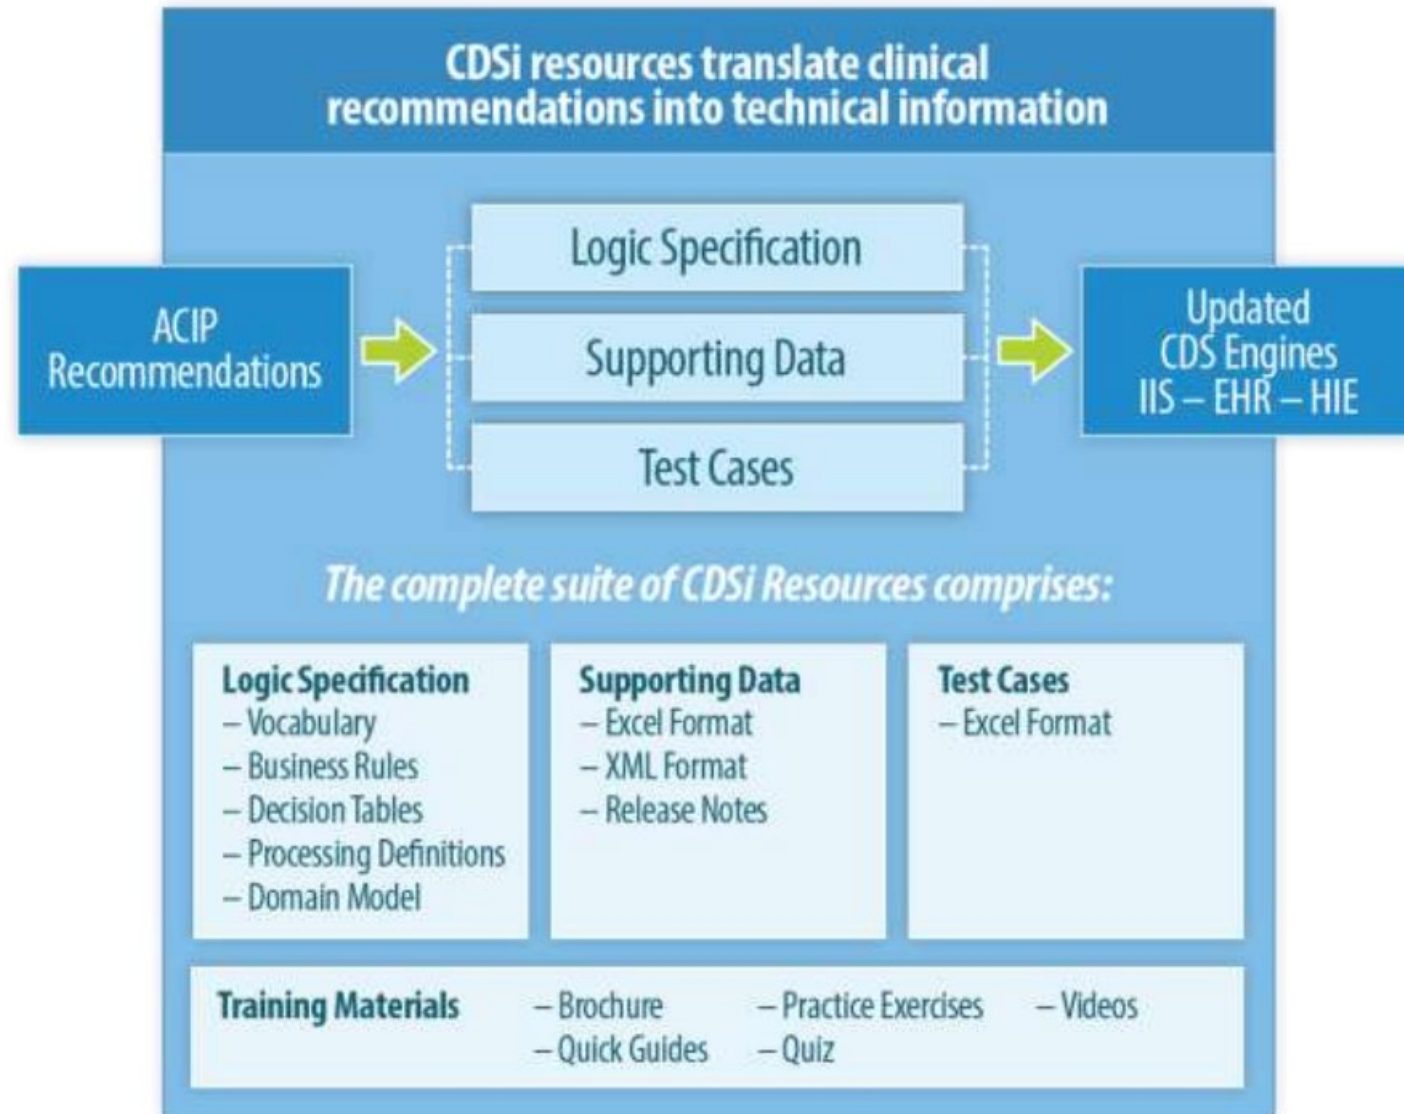 CDSi resources translate clinical
recommendations into technical information
ACIP
Recommendations
Logic Specification
Supporting Data
Test Cases
Updated
CDS Engines
IIS – EHR – HIE
The complete suite of CDSi Resources comprises:
Logic Specification
– Vocabulary
– Business Rules
– Decision Tables
– Processing Definitions
– Domain Model
Supporting Data
– Excel Format
– XML Format
– Release Notes
Test Cases
– Excel Format
Training Materials
– Brochure
– Quick Guides
– Practice Exercises
– Quiz
– Videos